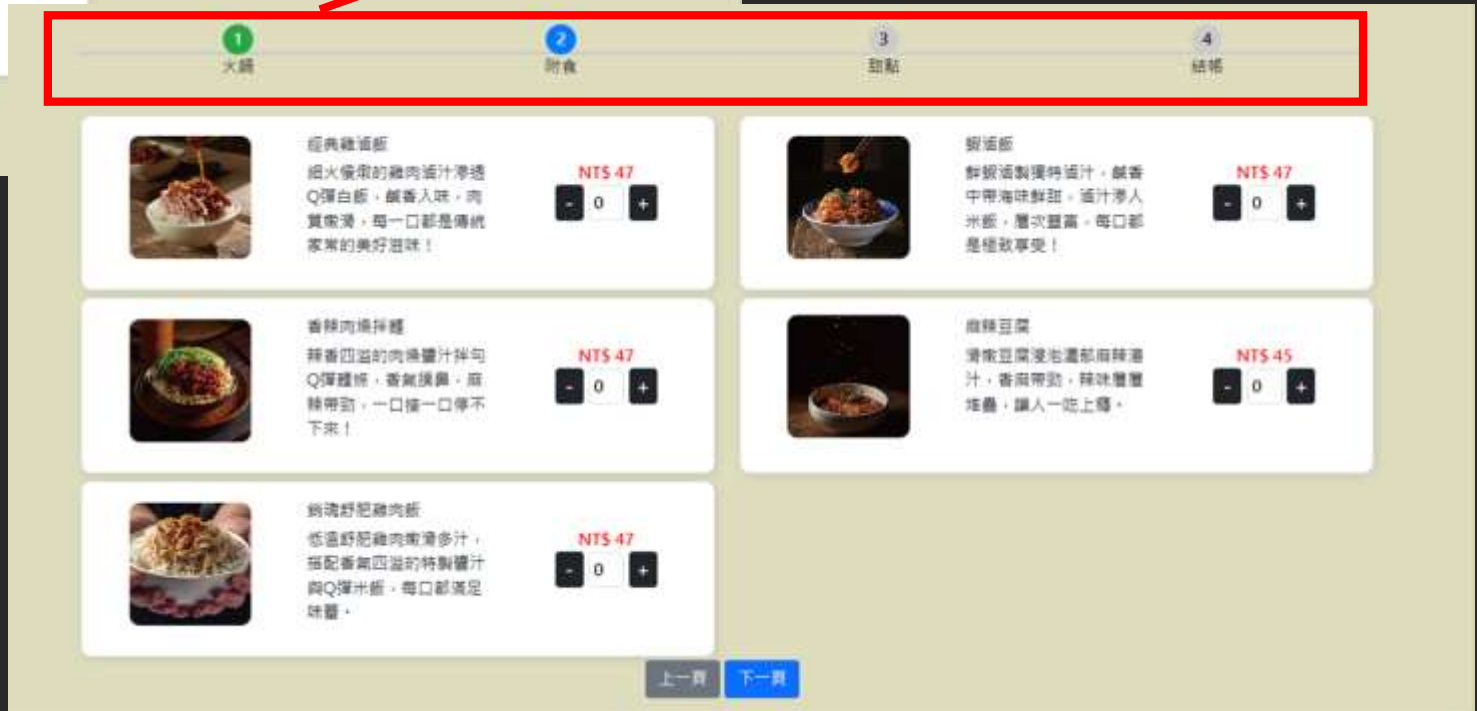 1
火鍋
2
附食
3
甜點
4
結帳
經典雞滷飯
細火慢燉的雞肉滷汁滲透
Q彈白飯，鹹香入味，肉
質嫩滑，每一口都是傳統
家常的美好滋味！
NT$ 47
- 0 +
蝦滷飯
鮮蝦滷製獨特滷汁，鹹香
中帶海味鮮甜。滷汁滲入
米飯，層次豐富，每口都
是極致享受！
NT$ 47
- 0 +
香辣肉燥拌麵
辣香四溢的肉燥醬汁拌勻
Q彈麵條，香氣撲鼻，麻
辣帶勁，一口接一口停不
下來！
NT$ 47
- 0 +
麻辣豆腐
滑嫩豆腐浸泡濃郁麻辣湯
汁，香麻帶勁，辣味層層
堆疊，讓人一吃上癮。
NT$ 45
- 0 +
銷魂舒肥雞肉飯
低溫舒肥雞肉嫩滑多汁，
搭配香氣四溢的特製醬汁
與Q彈米飯，每口都滿足
味蕾。
NT$ 47
- 0 +
上一頁 下一頁